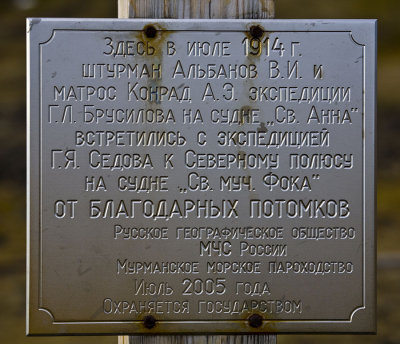 Здесь в июле 1914 г.
штурман Альбанов В.И. и
матрос Конрад А.Э. экспедиции
Г.Л. Брусилова на судне „Св. Анна“
встретились с экспедицией
Г.Я. Седова к Северному полюсу
на судне „Св. муч. Фока“
от благодарных потомков
Русское географическое общество
МЧС России
Мурманское морское пароходство
Июль 2005 года
Охраняется государством